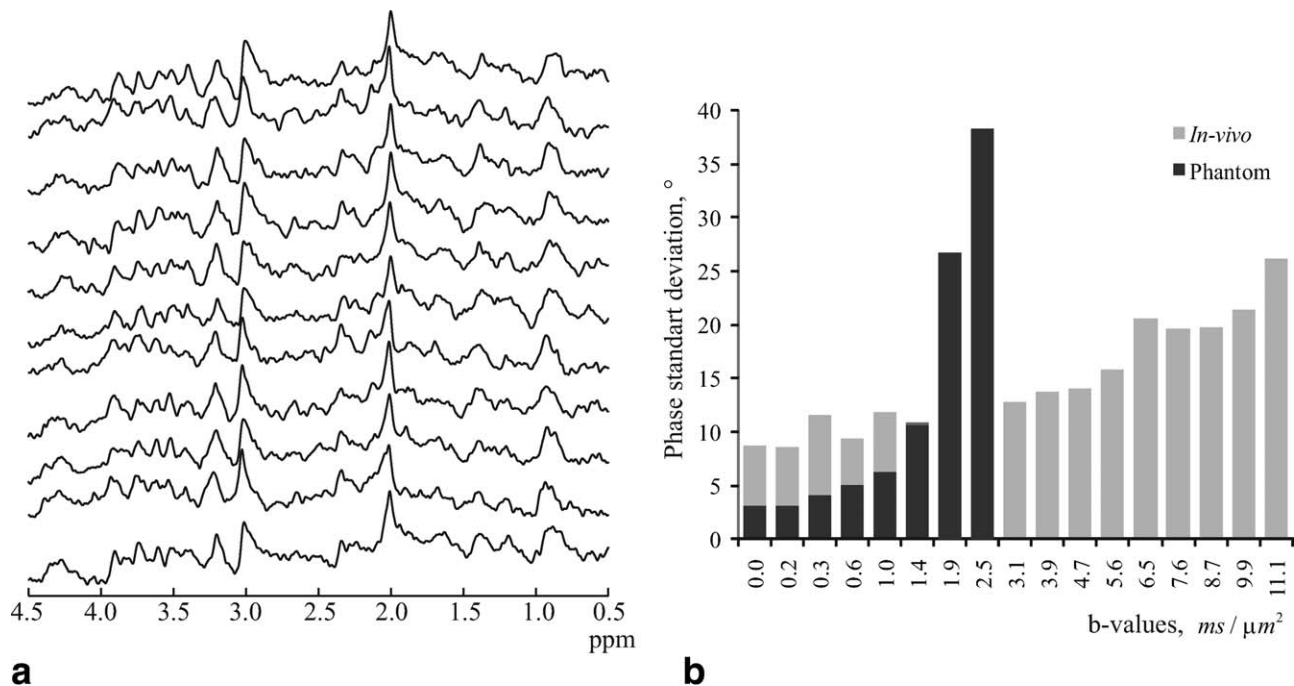 4.5 4.0 3.5 3.0 2.5 2.0 1.5 1.0 0.5
ppm
a
40
35
30
25
20
15
10
5
0
Phase standart deviation, °
In-vivo
Phantom
0.0 0.2 0.3 0.6 1.0 1.4 1.9 2.5 3.1 3.9 4.7 5.6 6.5 7.6 8.7 9.9 11.1
b-values, ms / μm²
b